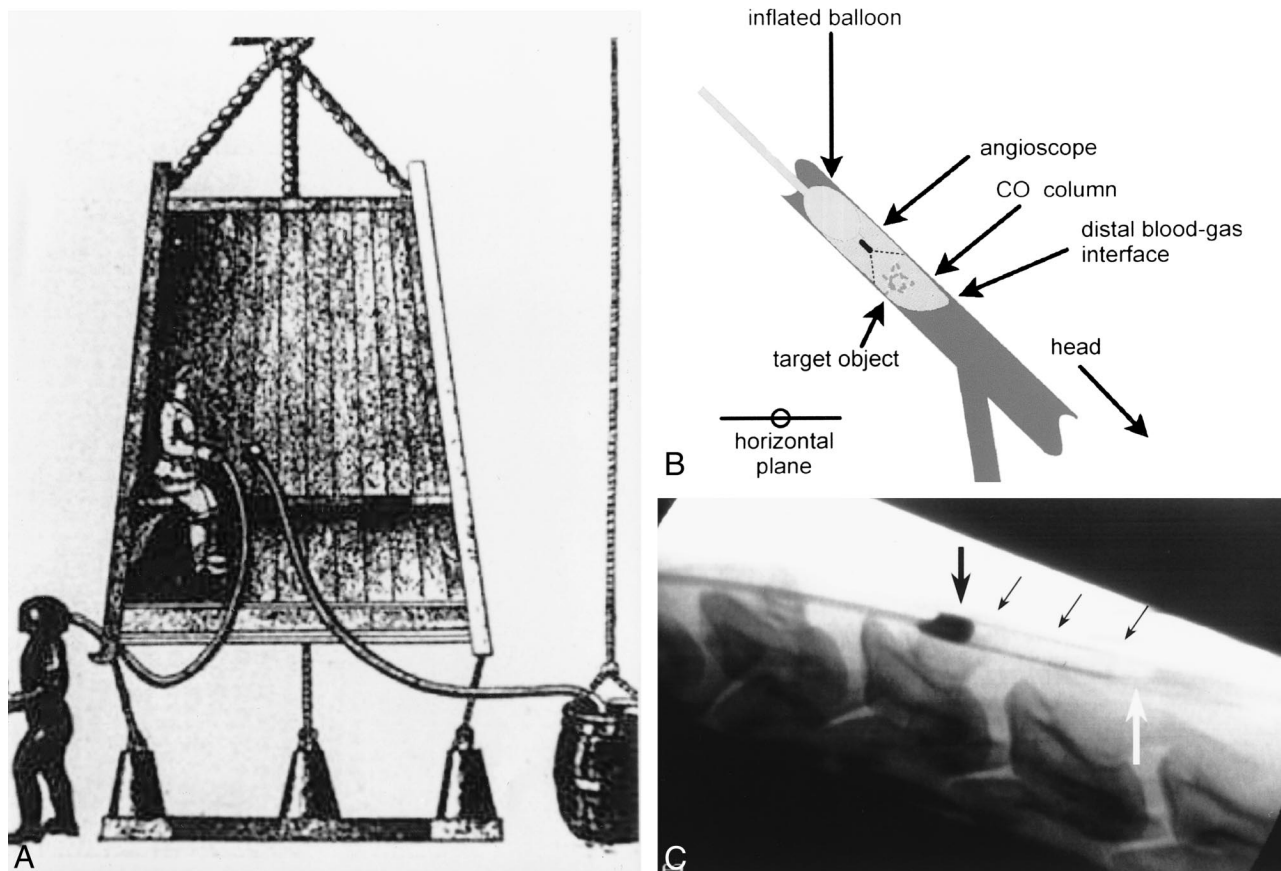 A
inflated balloon
angioscope
CO column
distal blood-gas
interface
target object
head
horizontal
plane
B
C